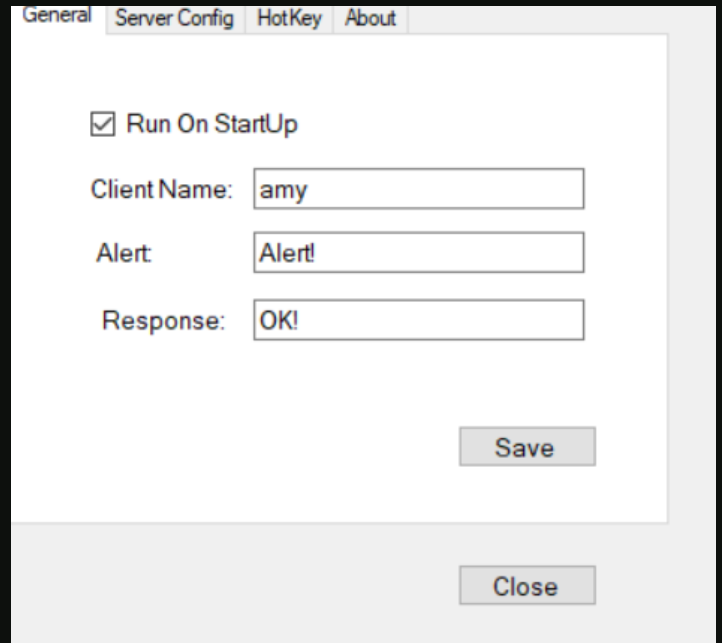 General Server Config HotKey About
Run On StartUp
Client Name: amy
Alert: Alert!
Response: OK!
Save
Close